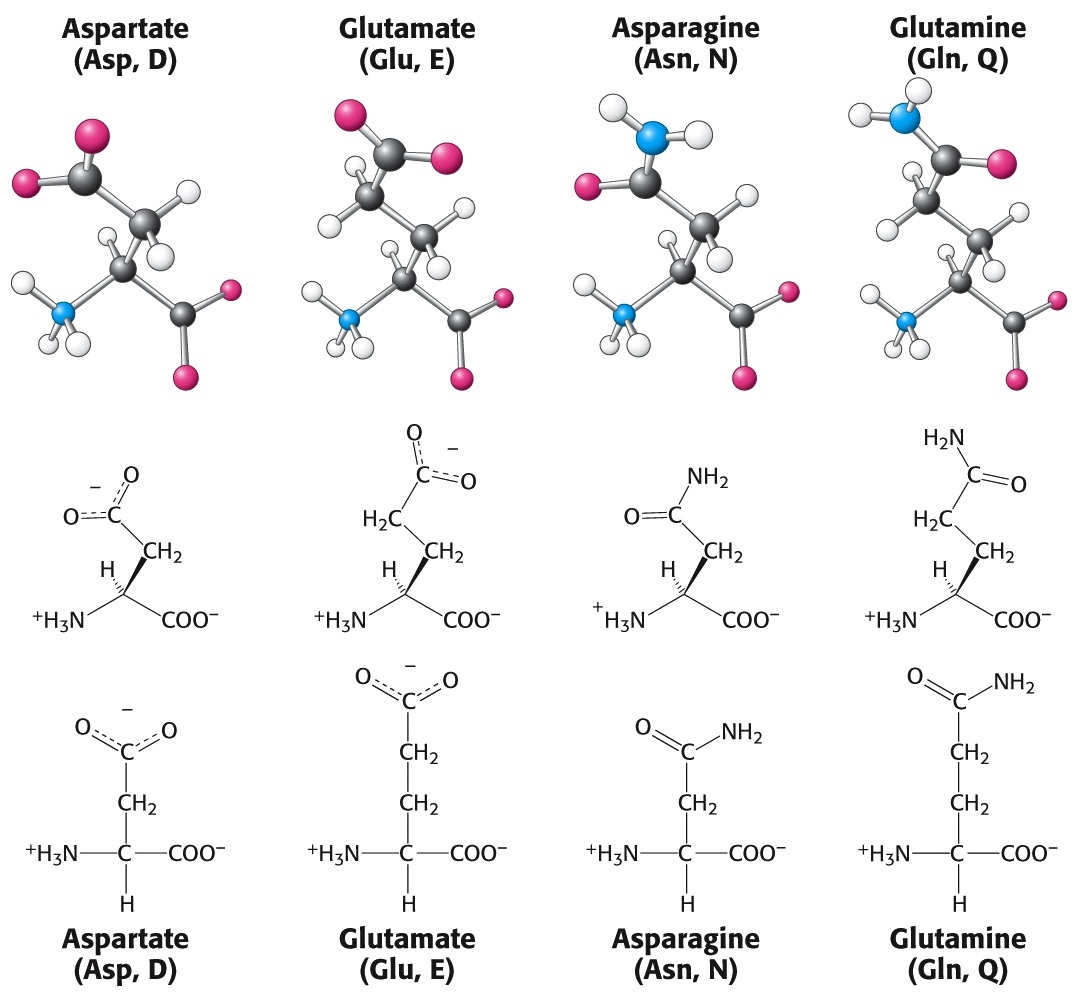 Aspartate Glutamate Asparagine Glutamine
(Asp, D) (Glu, E) (Asn, N) (Gln, Q)
O H₂N
− O − C NH₂ C O
O C O H₂C O C H₂C
CH₂ CH₂ CH₂ CH₂
H H H H
⁺H₃N COO⁻ ⁺H₃N COO⁻ ⁺H₃N COO⁻ ⁺H₃N COO⁻
− O NH₂
− O O C
O O C O NH₂
C CH₂ C CH₂
CH₂ CH₂ CH₂ CH₂
⁺H₃N—C—COO⁻ ⁺H₃N—C—COO⁻ ⁺H₃N—C—COO⁻ ⁺H₃N—C—COO⁻
H H H H
Aspartate Glutamate Asparagine Glutamine
(Asp, D) (Glu, E) (Asn, N) (Gln, Q)